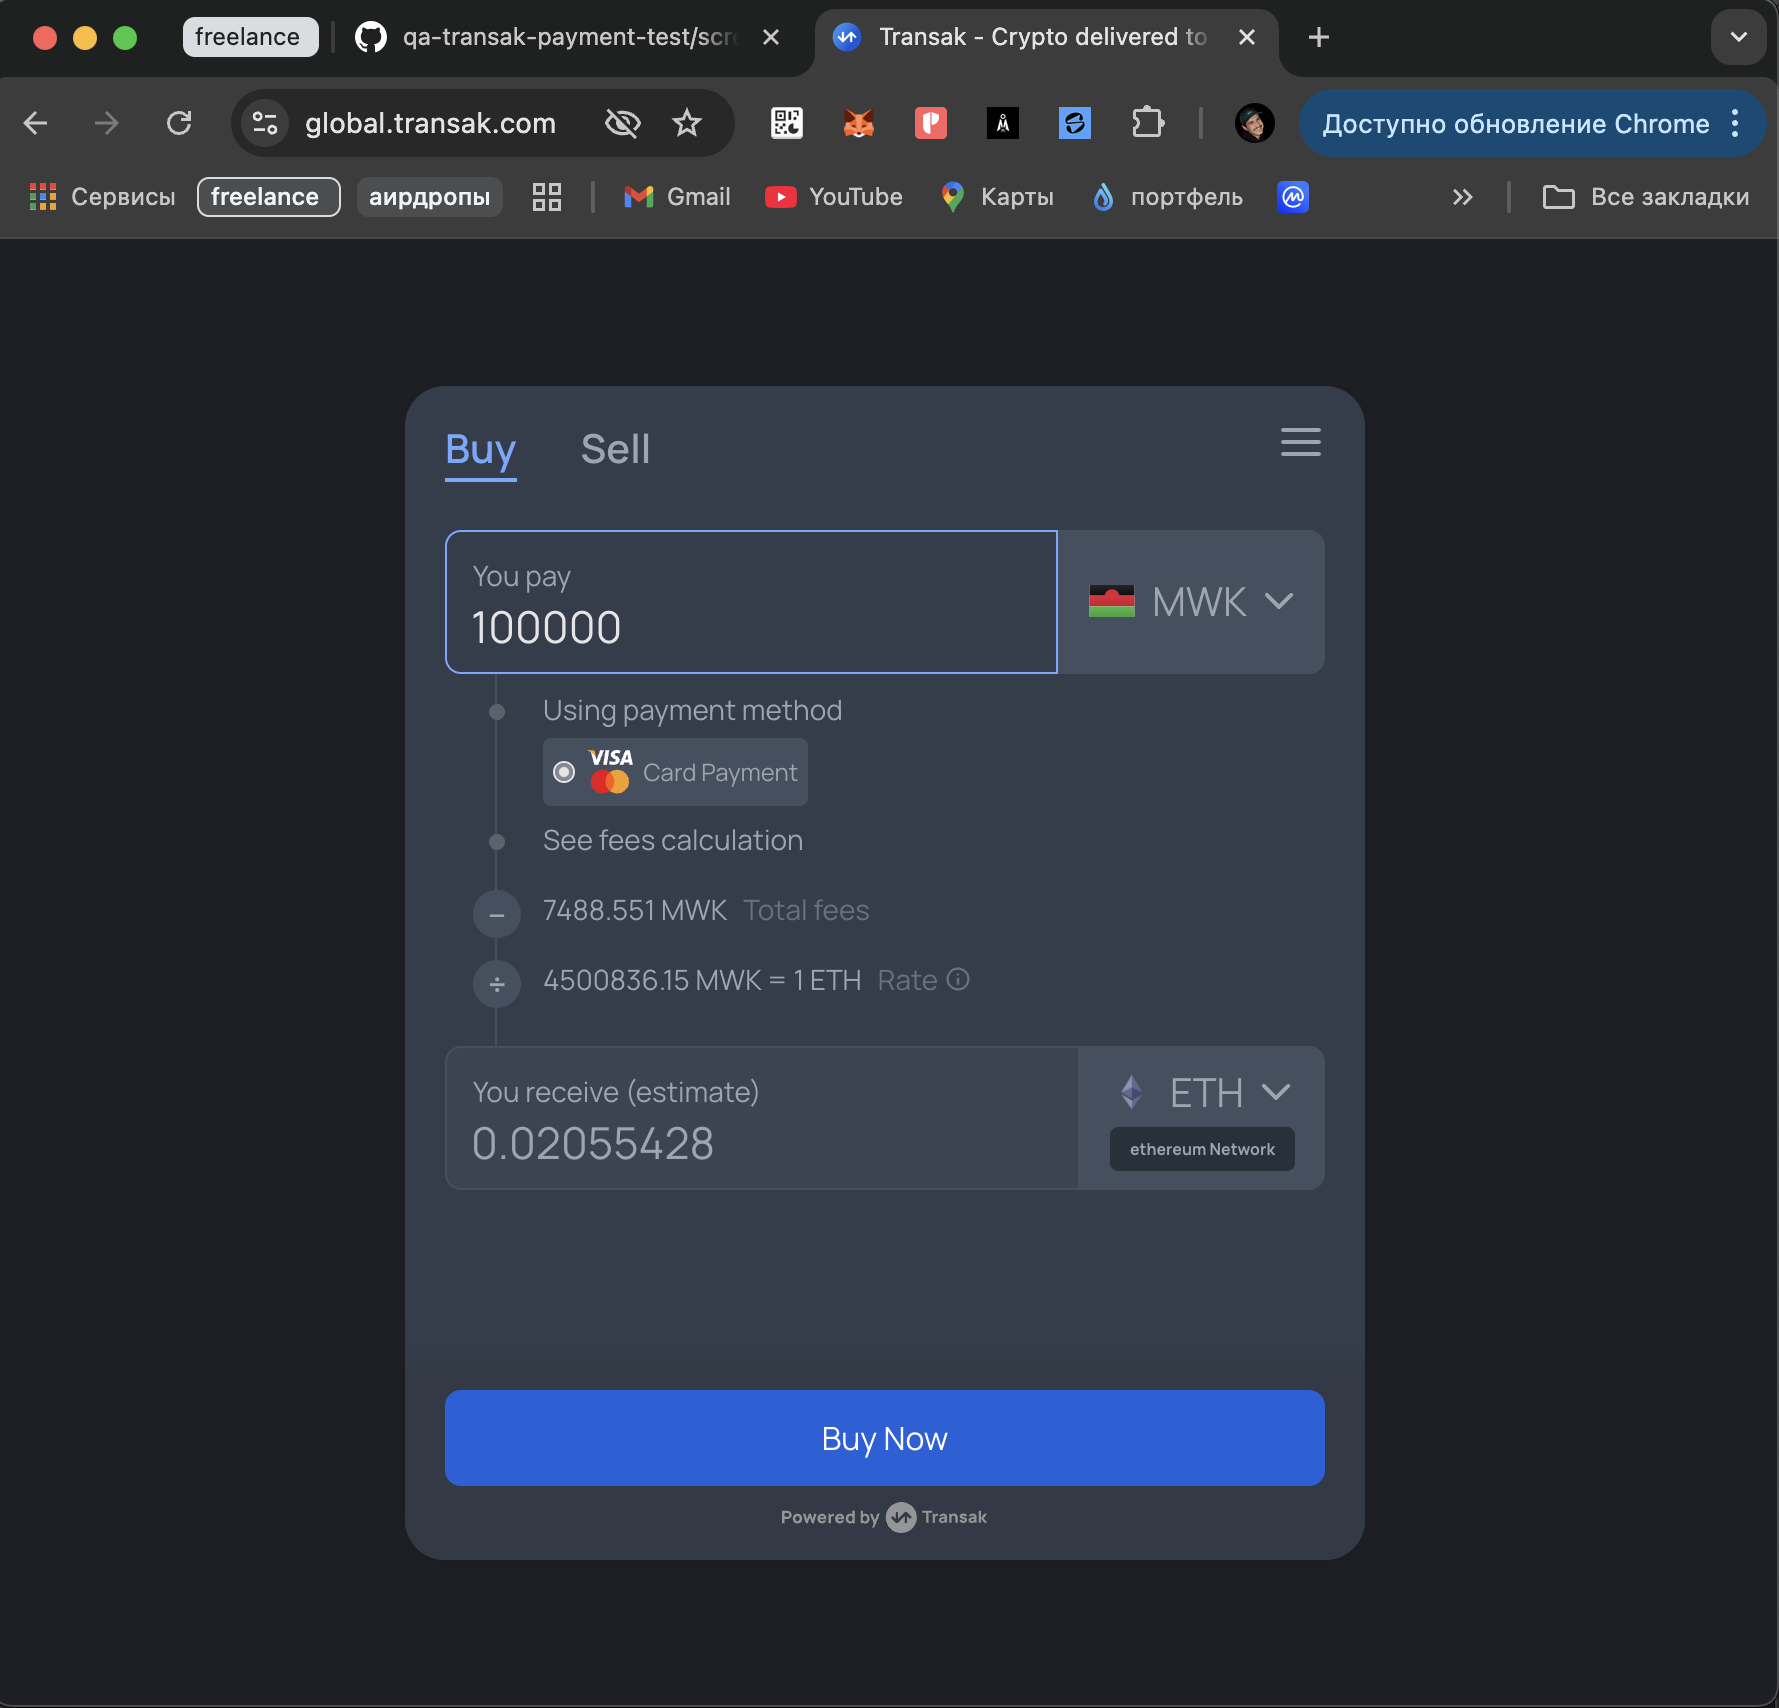 freelance
qa-transak-payment-test/scre
Transak - Crypto delivered to
global.transak.com
Доступно обновление Chrome
Сервисы
freelance
аирдропы
Gmail
YouTube
Карты
портфель
Все закладки
Buy
Sell
You pay
100000
MWK
Using payment method
VISA
Card Payment
See fees calculation
− 7488.551 MWK Total fees
÷ 4500836.15 MWK = 1 ETH Rate
You receive (estimate)
0.02055428
ETH
ethereum Network
Buy Now
Powered by Transak